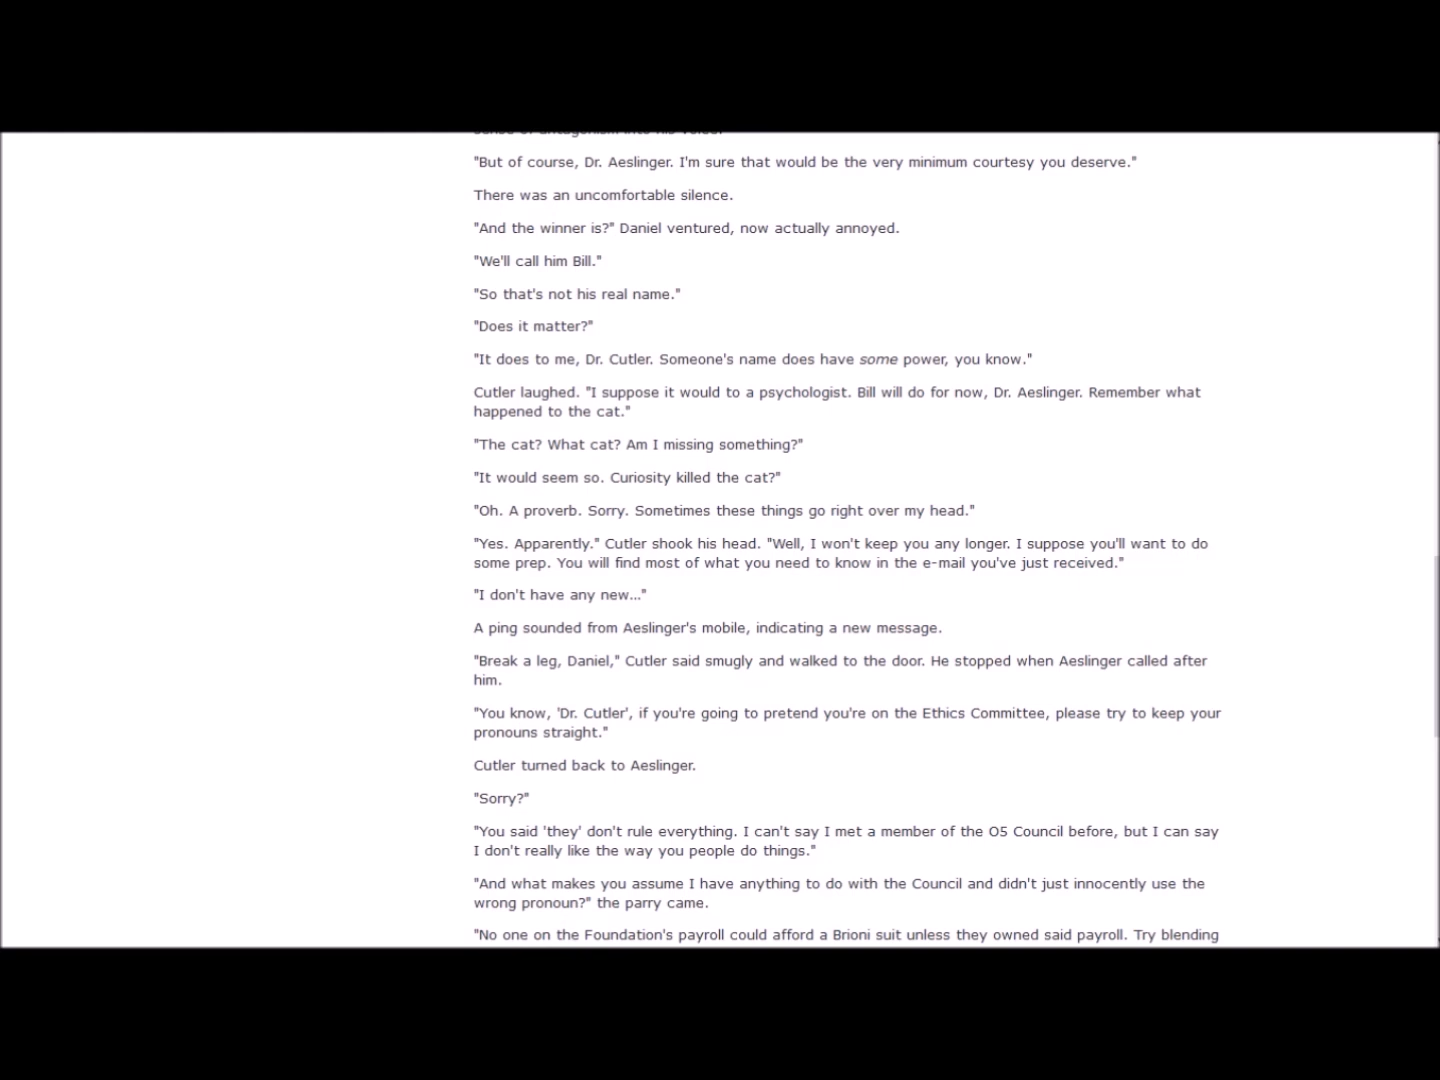 "But of course, Dr. Aeslinger. I'm sure that would be the very minimum courtesy you deserve."
There was an uncomfortable silence.
"And the winner is?" Daniel ventured, now actually annoyed.
"We'll call him Bill."
"So that's not his real name."
"Does it matter?"
"It does to me, Dr. Cutler. Someone's name does have some power, you know."
Cutler laughed. "I suppose it would to a psychologist. Bill will do for now, Dr. Aeslinger. Remember what
happened to the cat."
"The cat? What cat? Am I missing something?"
"It would seem so. Curiosity killed the cat?"
"Oh. A proverb. Sorry. Sometimes these things go right over my head."
"Yes. Apparently." Cutler shook his head. "Well, I won't keep you any longer. I suppose you'll want to do
some prep. You will find most of what you need to know in the e-mail you've just received."
"I don't have any new..."
A ping sounded from Aeslinger's mobile, indicating a new message.
"Break a leg, Daniel," Cutler said smugly and walked to the door. He stopped when Aeslinger called after
him.
"You know, 'Dr. Cutler', if you're going to pretend you're on the Ethics Committee, please try to keep your
pronouns straight."
Cutler turned back to Aeslinger.
"Sorry?"
"You said 'they' don't rule everything. I can't say I met a member of the O5 Council before, but I can say
I don't really like the way you people do things."
"And what makes you assume I have anything to do with the Council and didn't just innocently use the
wrong pronoun?" the parry came.
"No one on the Foundation's payroll could afford a Brioni suit unless they owned said payroll. Try blending